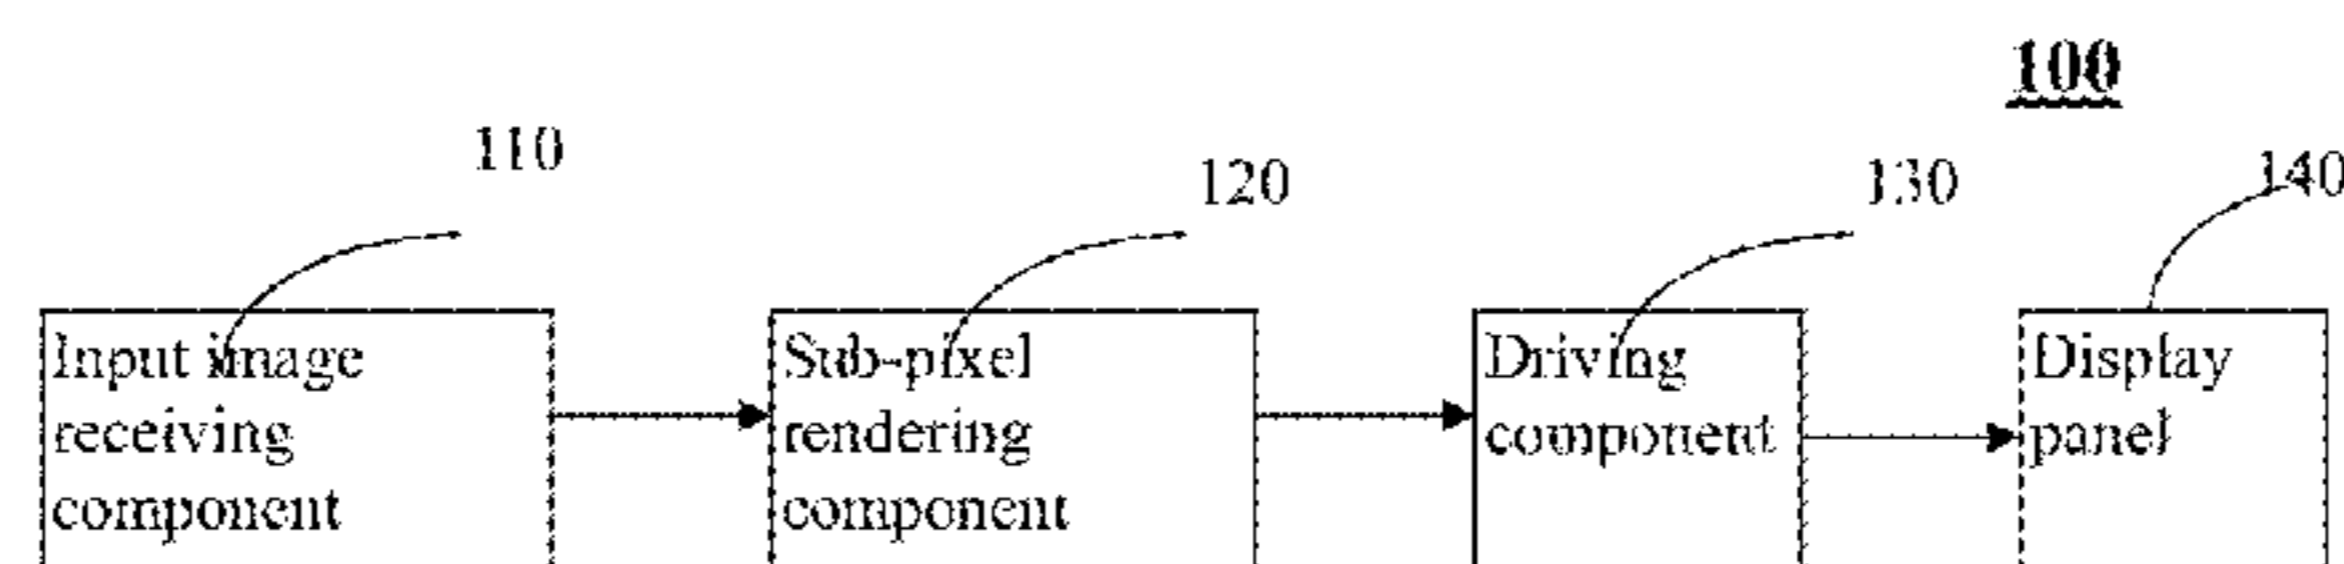 100
110
120
130
140
Input image
receiving
component
Sub-pixel
rendering
component
Driving
component
Display
panel